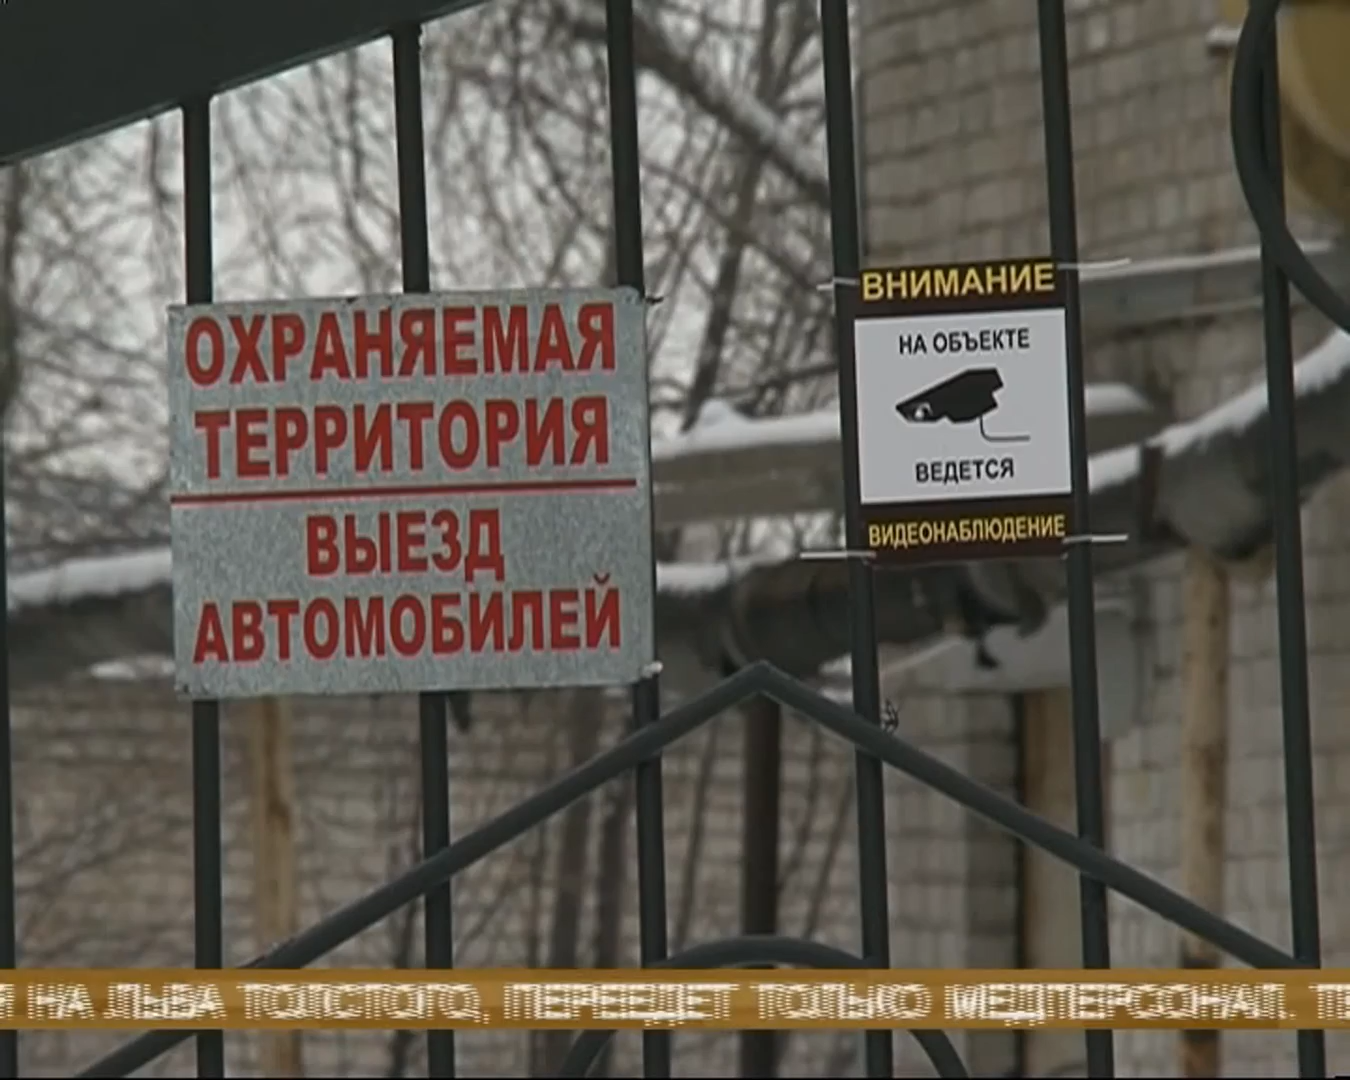 ОХРАНЯЕМАЯ
ТЕРРИТОРИЯ
ВЫЕЗД
АВТОМОБИЛЕЙ
ВНИМАНИЕ
НА ОБЪЕКТЕ
ВЕДЕТСЯ
ВИДЕОНАБЛЮДЕНИЕ
НА ЛЬВА ТОЛСТОГО, ПЕРЕЕДЕТ ТОЛЬКО МЕДПЕРСОНАЛ.